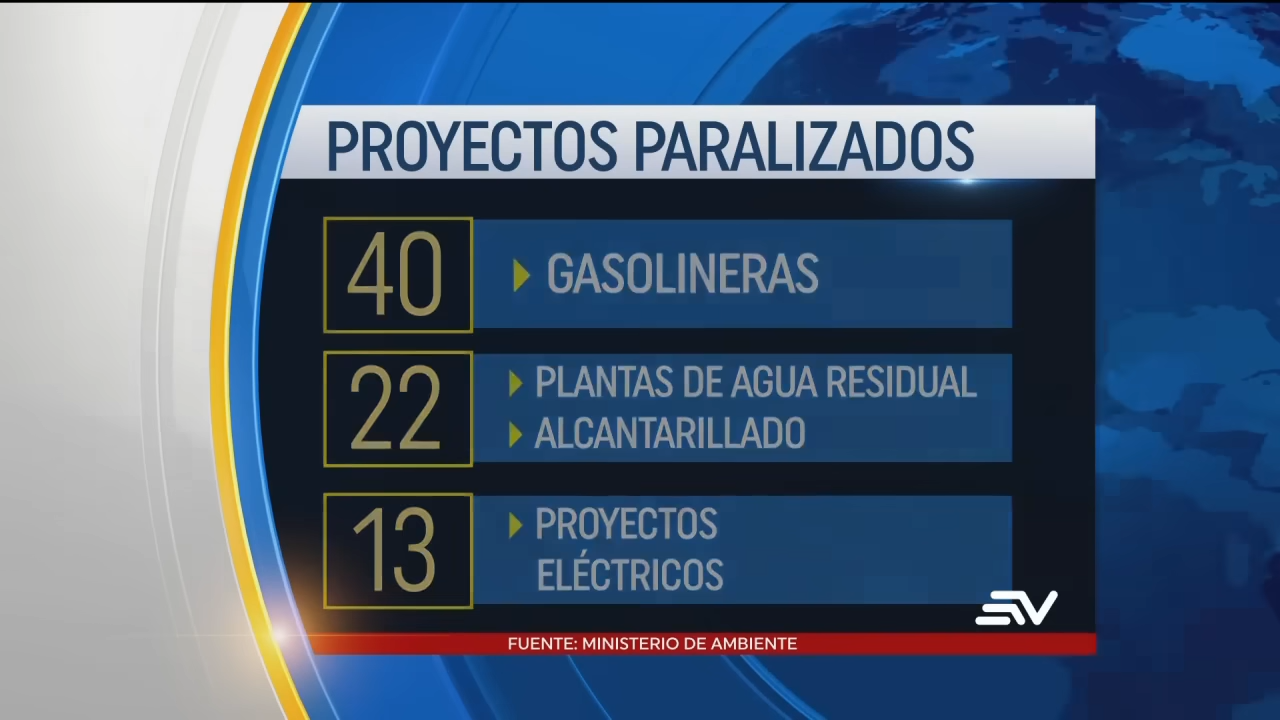 PROYECTOS PARALIZADOS
40
GASOLINERAS
22
PLANTAS DE AGUA RESIDUAL
ALCANTARILLADO
13
PROYECTOS
ELÉCTRICOS
FUENTE: MINISTERIO DE AMBIENTE